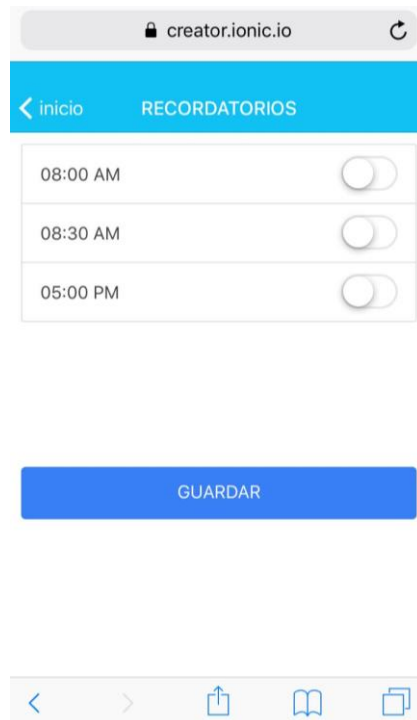 creator.ionic.io
inicio RECORDATORIOS
08:00 AM
08:30 AM
05:00 PM
GUARDAR